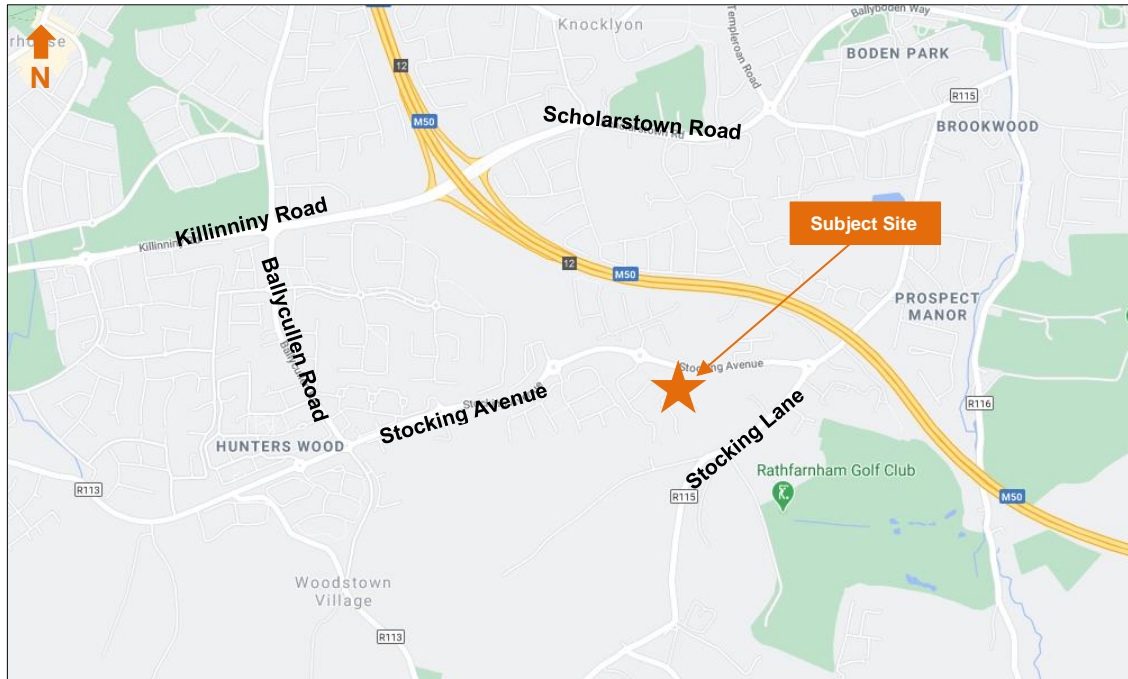 Knocklyon
Ballyboden Way
Templeroan Road
BODEN PARK
rhouse
N
12
M50
R115
Scholarstown Road
BROOKWOOD
Killinniny Road
Subject Site
12
M50
Ballycullen Road
PROSPECT
MANOR
Stocking Avenue
Stocking Avenue
R116
Stocking Lane
HUNTERS WOOD
Rathfarnham Golf Club
R113
R115
M50
Woodstown
Village
R113